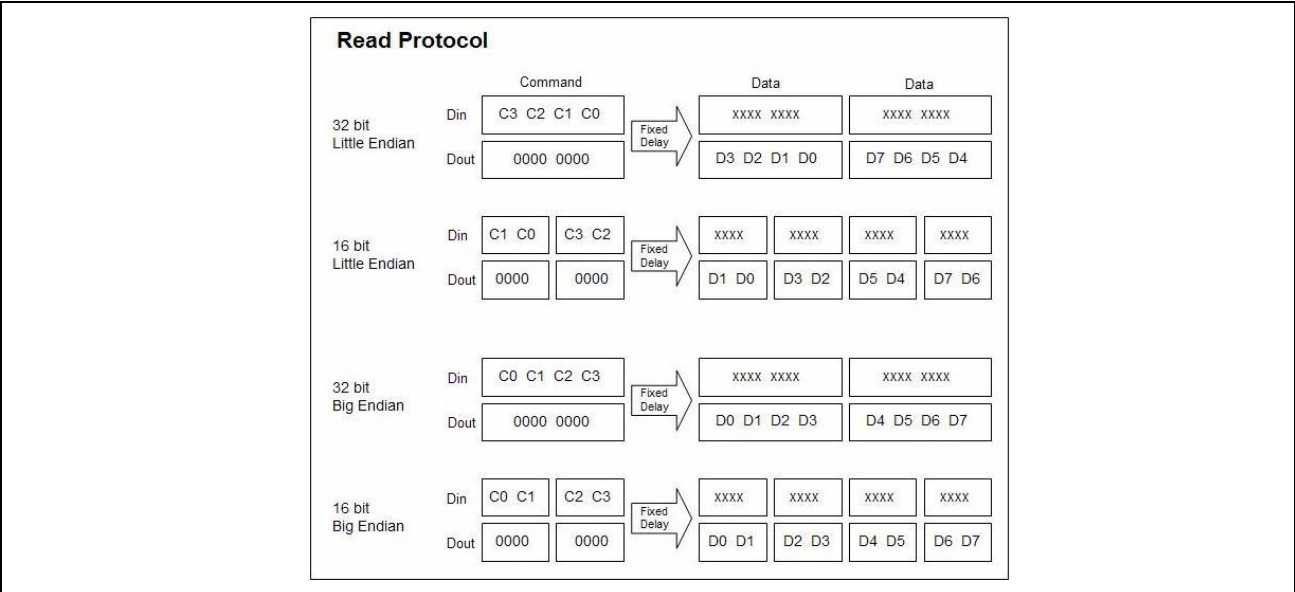 Read Protocol
Command Data Data
32 bit
Little Endian
Din C3 C2 C1 C0 Fixed Delay xxxx xxxx xxxx xxxx
Dout 0000 0000 D3 D2 D1 D0 D7 D6 D5 D4
16 bit
Little Endian
Din C1 C0 C3 C2 Fixed Delay xxxx xxxx xxxx xxxx
Dout 0000 0000 D1 D0 D3 D2 D5 D4 D7 D6
32 bit
Big Endian
Din C0 C1 C2 C3 Fixed Delay xxxx xxxx xxxx xxxx
Dout 0000 0000 D0 D1 D2 D3 D4 D5 D6 D7
16 bit
Big Endian
Din C0 C1 C2 C3 Fixed Delay xxxx xxxx xxxx xxxx
Dout 0000 0000 D0 D1 D2 D3 D4 D5 D6 D7